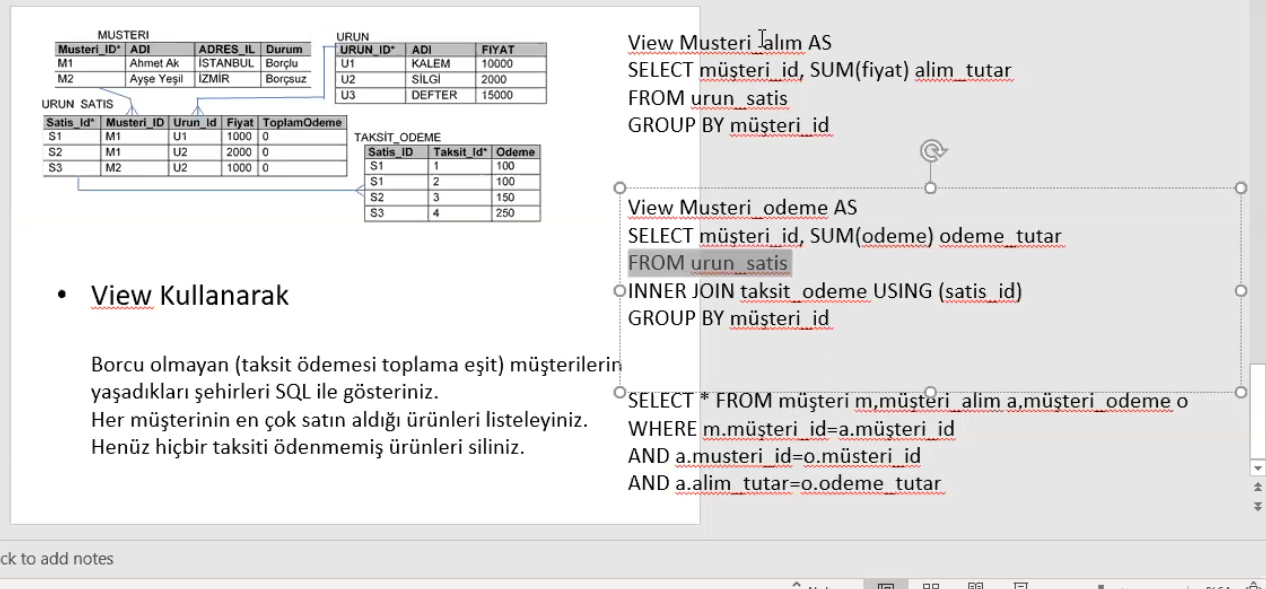 MUSTERI
Musteri_ID* ADI ADRES_IL Durum
M1 Ahmet Ak İSTANBUL Borçlu
M2 Ayşe Yeşil İZMİR Borçsuz
URUN
URUN_ID* ADI FIYAT
U1 KALEM 10000
U2 SİLGİ 2000
U3 DEFTER 15000
URUN SATIS
Satis_Id* Musteri_ID Urun_Id Fiyat ToplamOdeme
S1 M1 U1 1000 0
S2 M1 U2 2000 0
S3 M2 U2 1000 0
TAKSİT_ODEME
Satis_ID Taksit_Id* Odeme
S1 1 100
S1 2 100
S2 3 150
S3 4 250
• View Kullanarak
Borcu olmayan (taksit ödemesi toplama eşit) müşterilerin
yaşadıkları şehirleri SQL ile gösteriniz.
Her müşterinin en çok satın aldığı ürünleri listeleyiniz.
Henüz hiçbir taksiti ödenmemiş ürünleri siliniz.
View Musteri_alım AS
SELECT müşteri_id, SUM(fiyat) alim_tutar
FROM urun_satis
GROUP BY müşteri_id
View Musteri_odeme AS
SELECT müşteri_id, SUM(odeme) odeme_tutar
FROM urun_satis
INNER JOIN taksit_odeme USING (satis_id)
GROUP BY müşteri_id
SELECT * FROM müşteri m,müşteri_alim a,müşteri_odeme o
WHERE m.müşteri_id=a.müşteri_id
AND a.musteri_id=o.müsteri_id
AND a.alim_tutar=o.odeme_tutar
ck to add notes